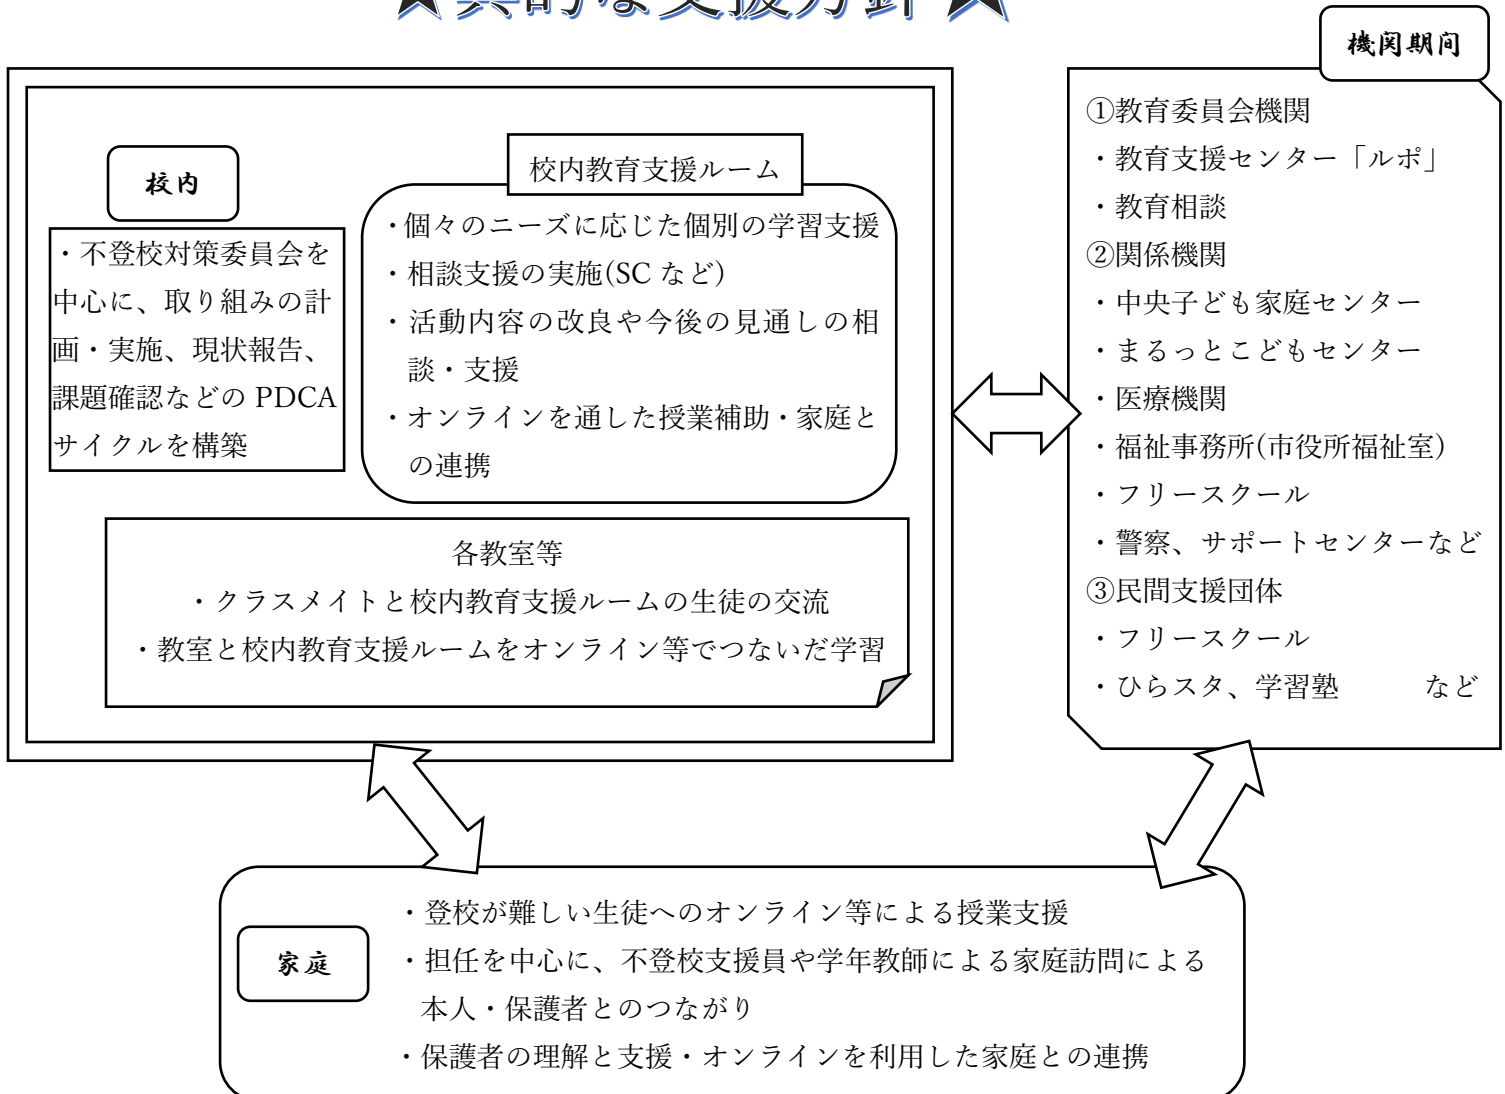 ★具的な支援方針★
機関期间
校内
・不登校対策委員会を
中心に、取り組みの計
画・実施、現状報告、
課題確認などの PDCA
サイクルを構築
校内教育支援ルーム
・個々のニーズに応じた個別の学習支援
・相談支援の実施(SC など)
・活動内容の改良や今後の見通しの相
談・支援
・オンラインを通した授業補助・家庭と
の連携
各教室等
・クラスメイトと校内教育支援ルームの生徒の交流
・教室と校内教育支援ルームをオンライン等でつないだ学習
①教育委員会機関
・教育支援センター「ルポ」
・教育相談
②関係機関
・中央子ども家庭センター
・まるっとこどもセンター
・医療機関
・福祉事務所(市役所福祉室)
・フリースクール
・警察、サポートセンターなど
③民間支援団体
・フリースクール
・ひらスタ、学習塾　　　など
家庭
・登校が難しい生徒へのオンライン等による授業支援
・担任を中心に、不登校支援員や学年教師による家庭訪問による
本人・保護者とのつながり
・保護者の理解と支援・オンラインを利用した家庭との連携